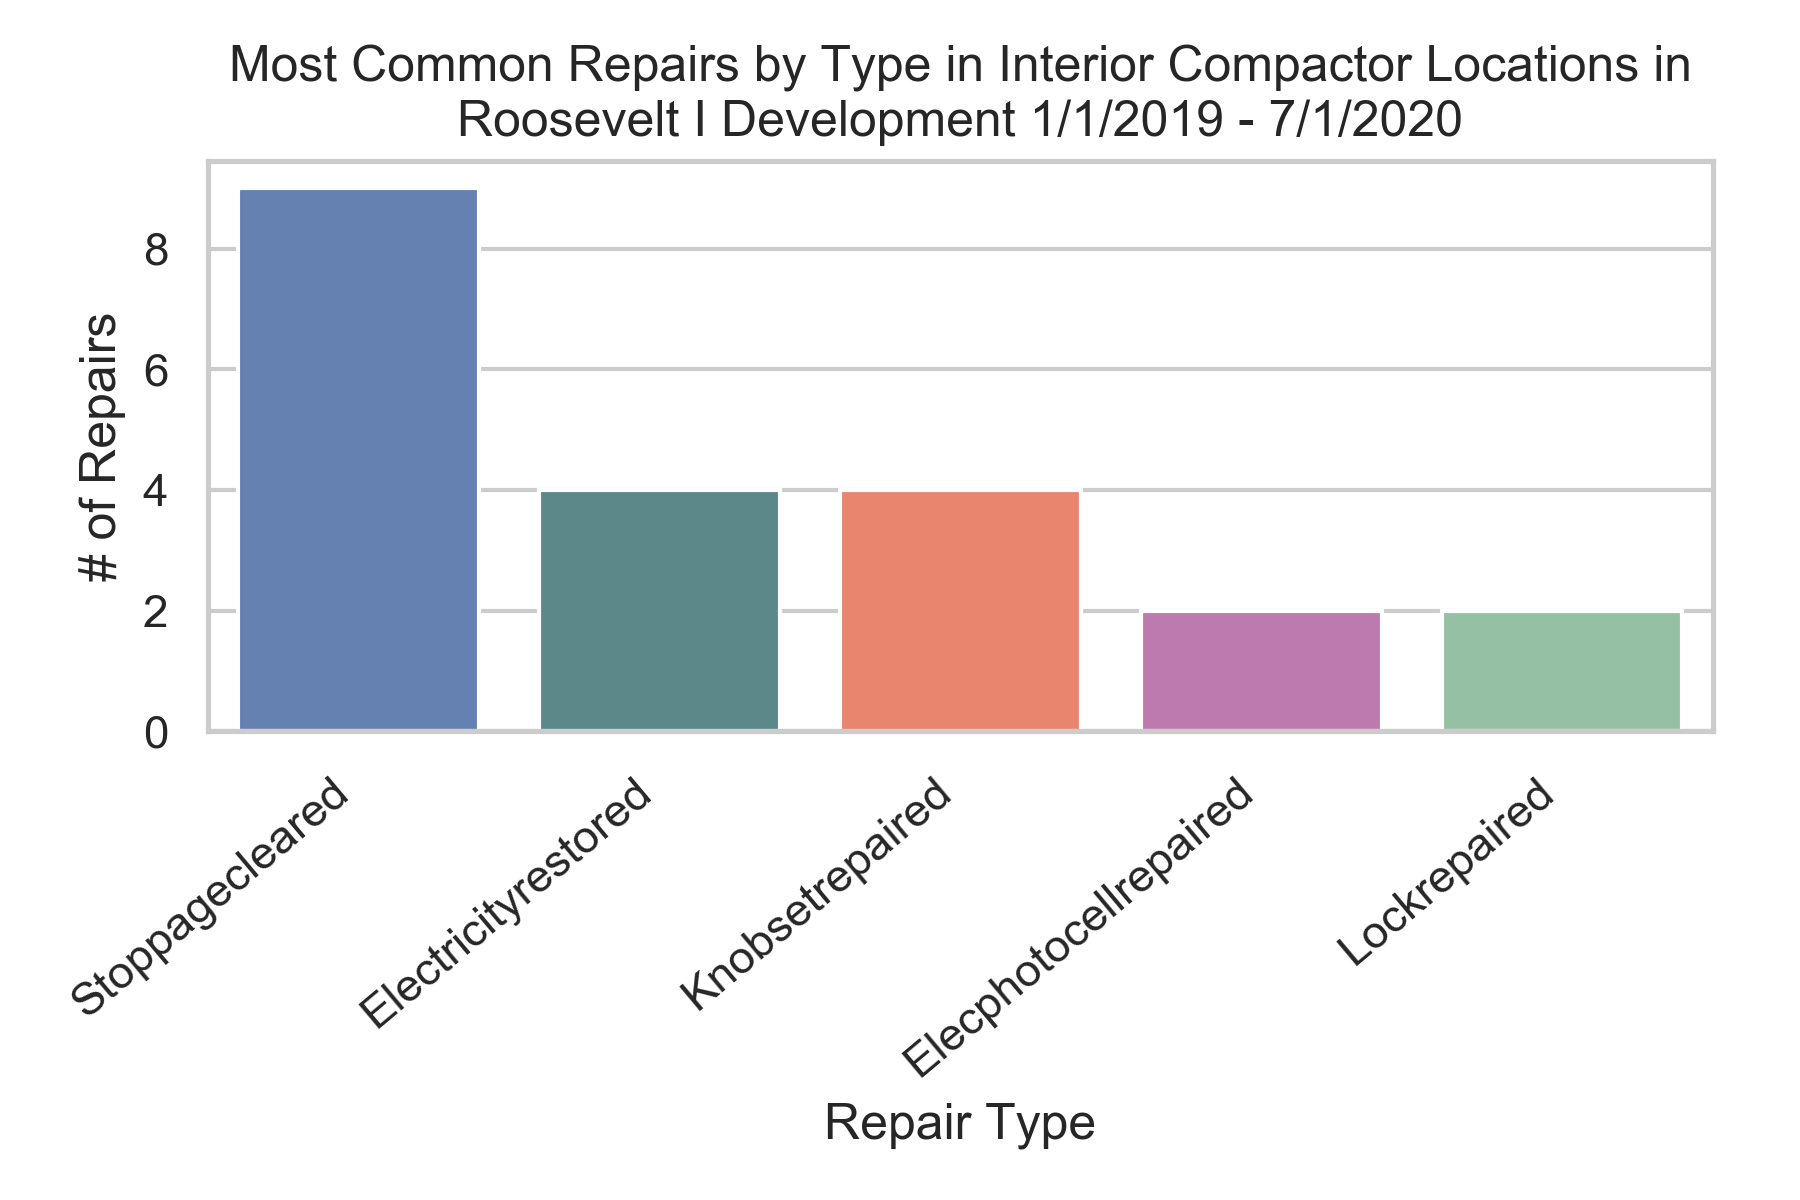 Most Common Repairs by Type in Interior Compactor Locations in
Roosevelt I Development 1/1/2019 - 7/1/2020
# of Repairs
8
6
4
2
0
Stoppagecleared
Electricityrestored
Knobsetrepaired
Elecphotocellrepaired
Lockrepaired
Repair Type